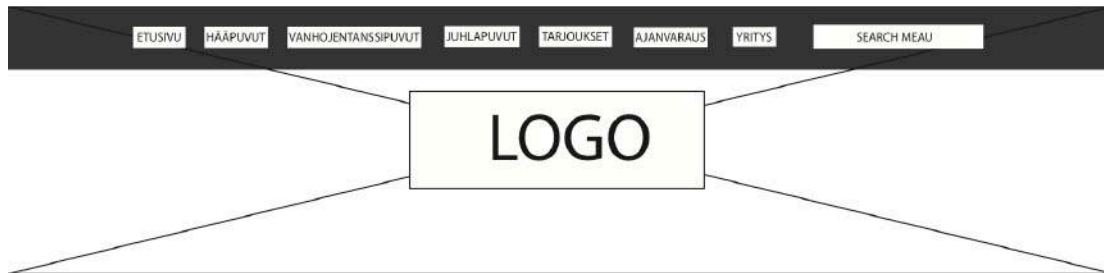 ETUSIVU HÄÄPUVUT VANHOJENTANSSIPUVUT JUHLAPUVUT TARJOUKSET AJANVARAUS YRITYS SEARCH MEAU
LOGO